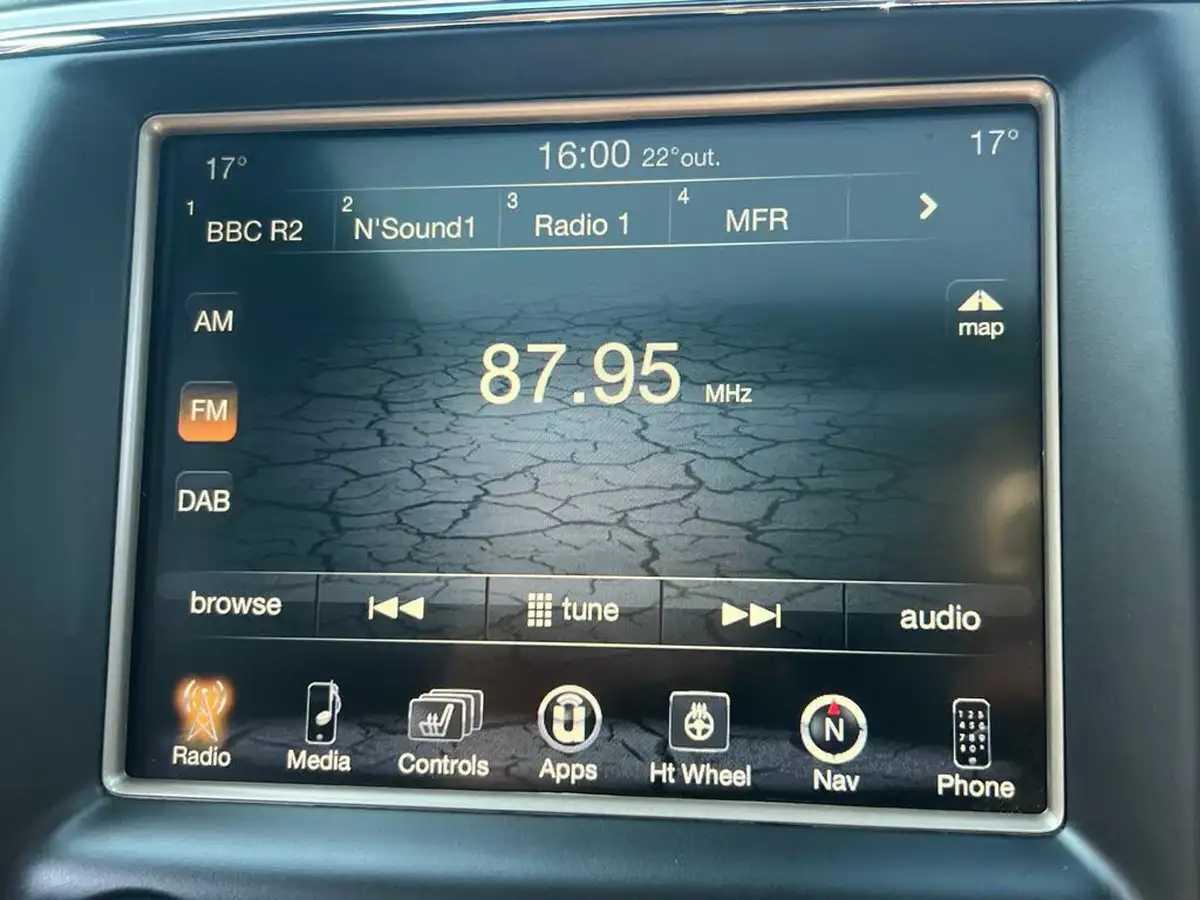 17° 16:00 22°out. 17°
1 BBC R2 2 N'Sound1 3 Radio 1 4 MFR
AM
map
87.95 MHz
FM
DAB
browse tune audio
Radio Media Controls Apps Ht Wheel N Nav Phone